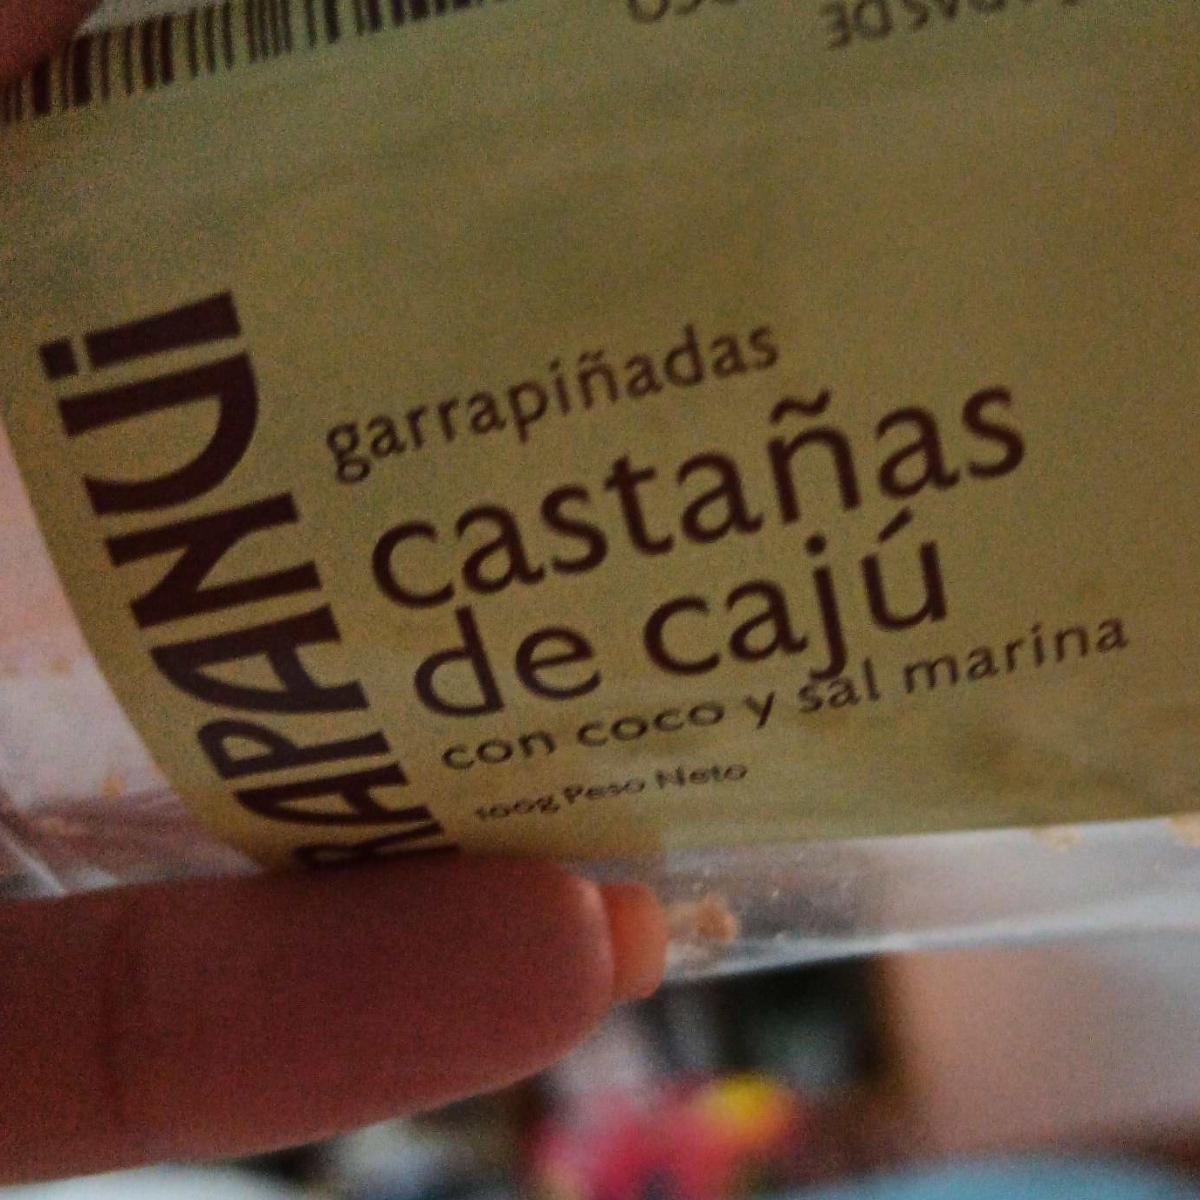 RAPANUi
garrapiñadas
castañas
de cajú
con coco y sal marina
100g Peso Neto